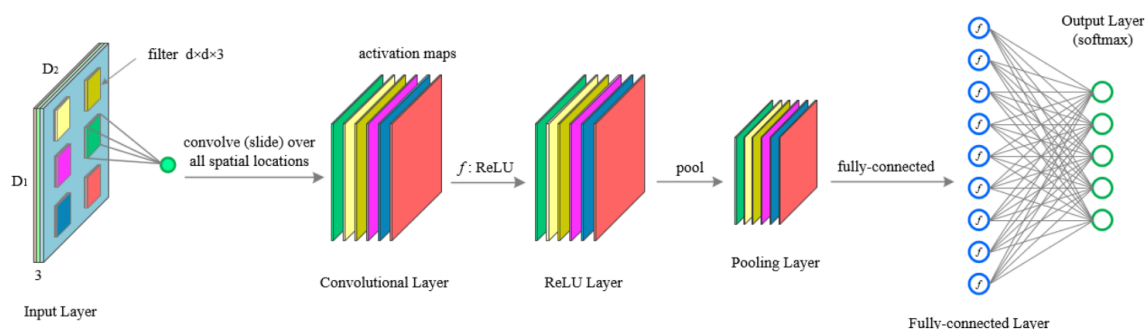 D2
filter d×d×3
D1
3
Input Layer
convolve (slide) over
all spatial locations
activation maps
Convolutional Layer
f : ReLU
ReLU Layer
pool
Pooling Layer
fully-connected
f
f
f
f
f
f
f
f
f
Fully-connected Layer
Output Layer
(softmax)